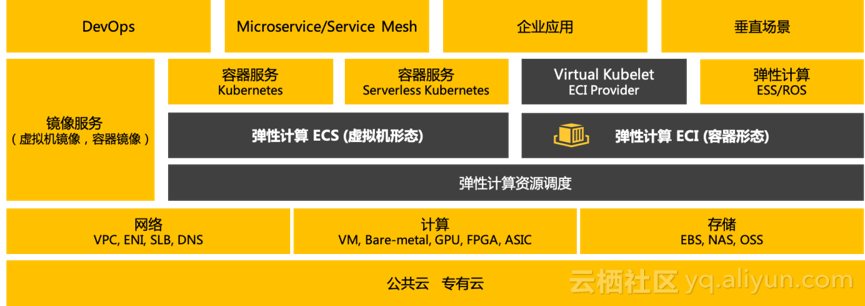 DevOps
Microservice/Service Mesh
企业应用
垂直场景
镜像服务
（虚拟机镜像，容器镜像）
容器服务
Kubernetes
容器服务
Serverless Kubernetes
Virtual Kubelet
ECI Provider
弹性计算
ESS/ROS
弹性计算 ECS (虚拟机形态)
弹性计算 ECI (容器形态)
弹性计算资源调度
网络
VPC, ENI, SLB, DNS
计算
VM, Bare-metal, GPU, FPGA, ASIC
存储
EBS, NAS, OSS
公共云 专有云
云栖社区 yq.aliyun.com